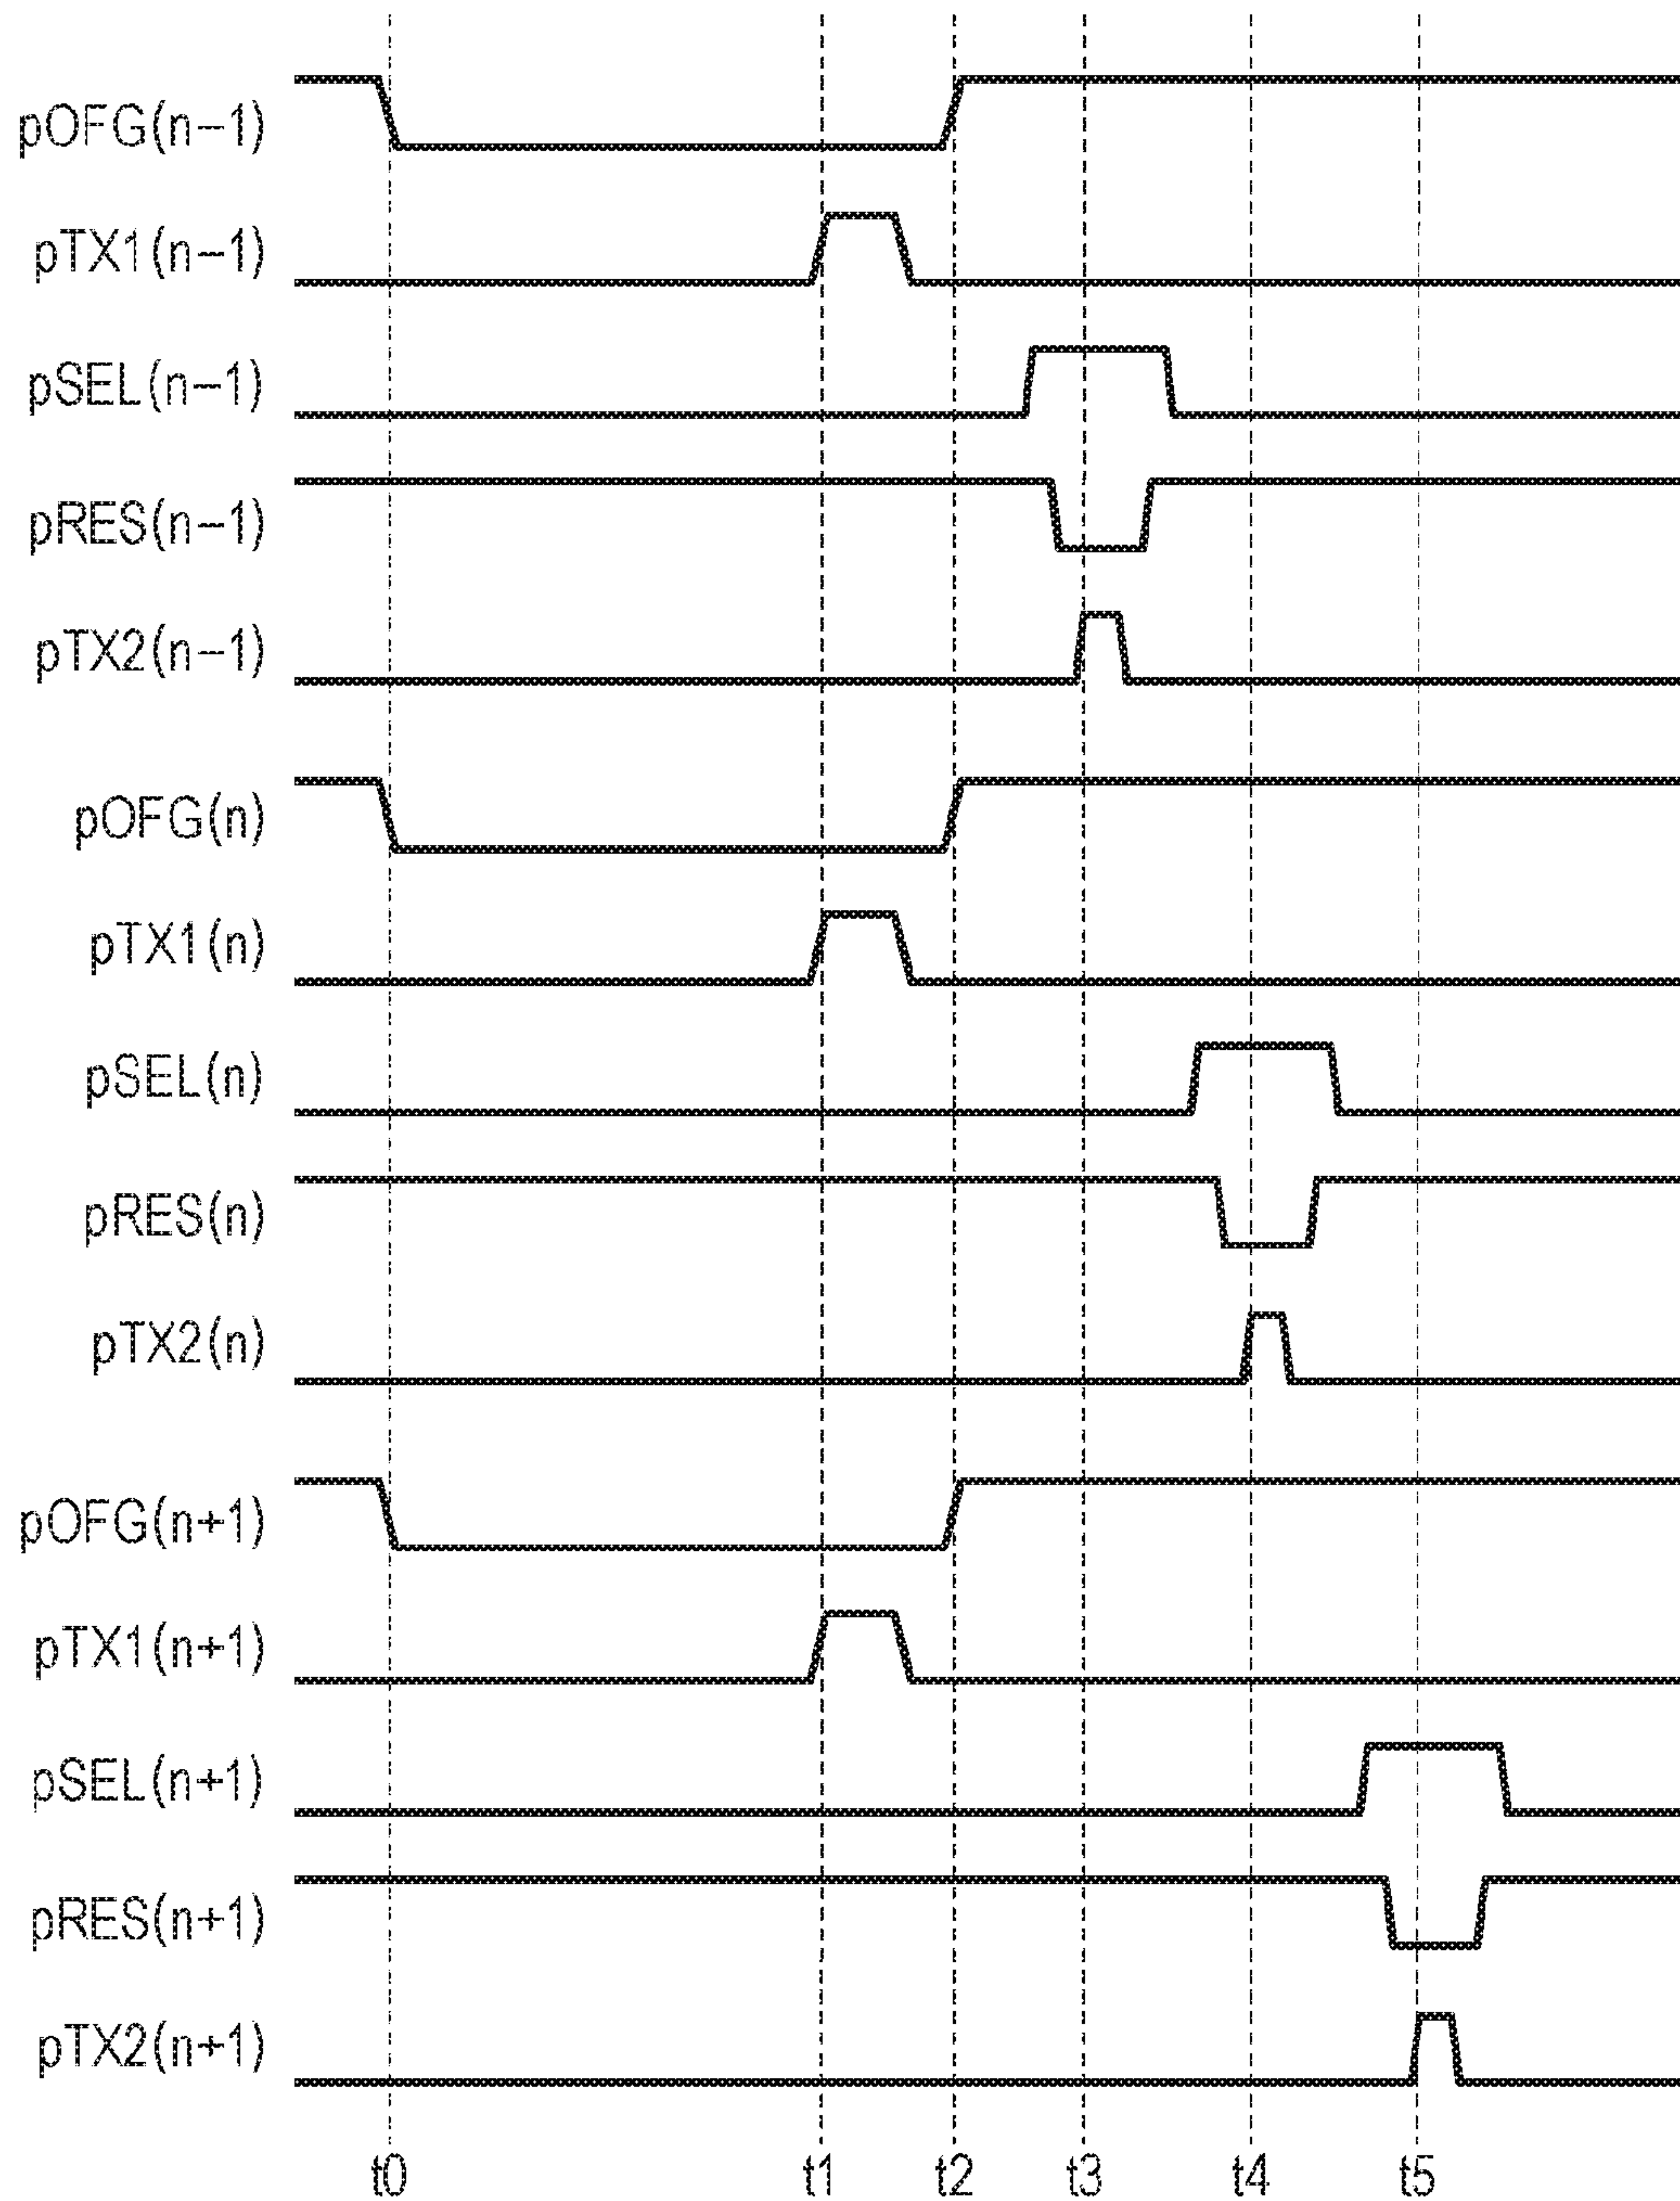 pOFG(n−1)
pTX1(n−1)
pSEL(n−1)
pRES(n−1)
pTX2(n−1)
pOFG(n)
pTX1(n)
pSEL(n)
pRES(n)
pTX2(n)
pOFG(n+1)
pTX1(n+1)
pSEL(n+1)
pRES(n+1)
pTX2(n+1)
t0 t1 t2 t3 t4 t5